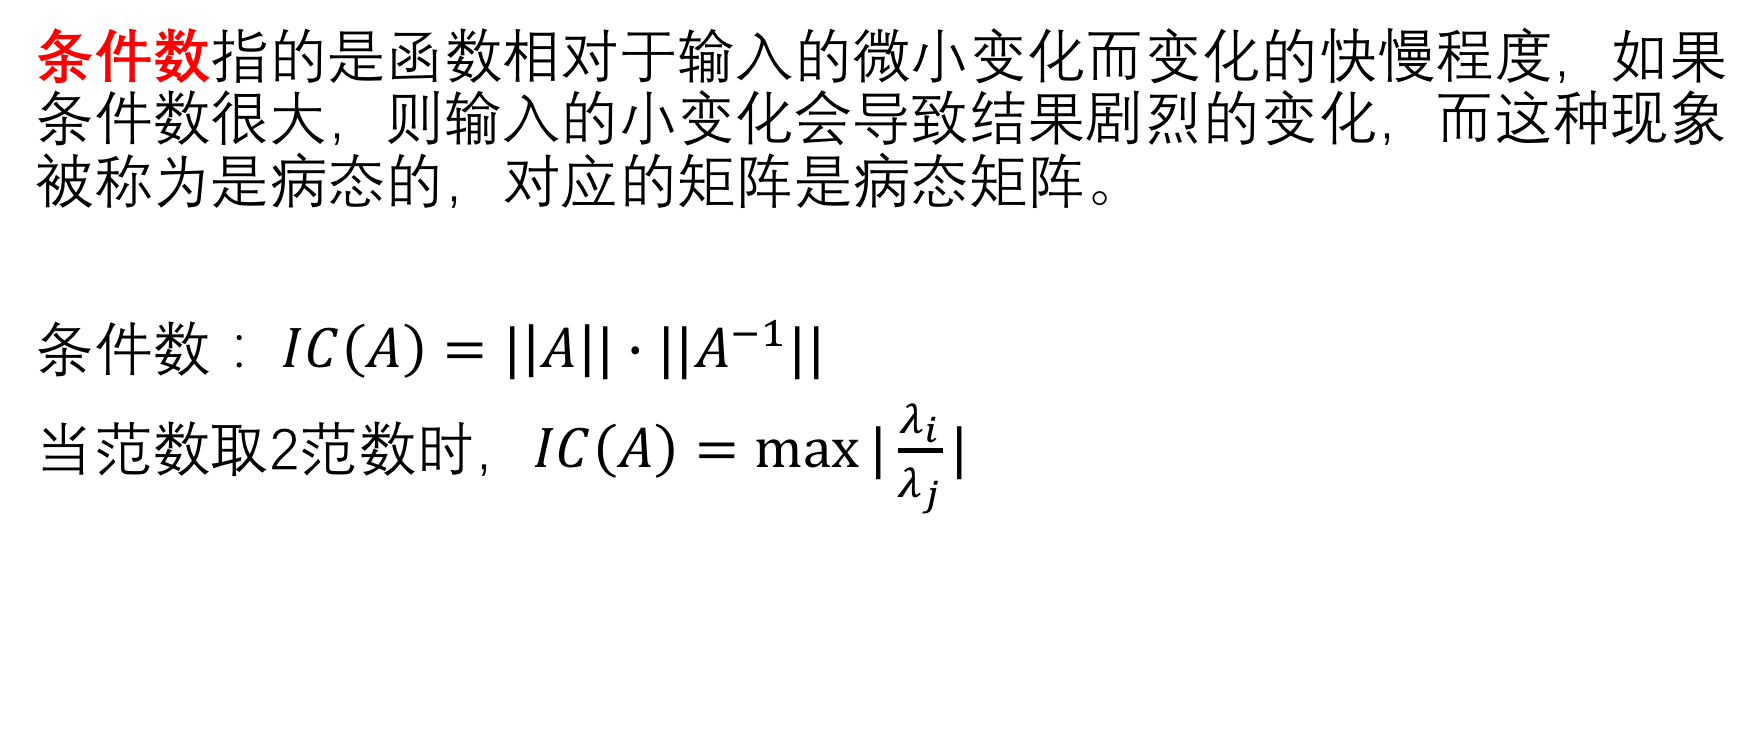 条件数指的是函数相对于输入的微小变化而变化的快慢程度，如果
条件数很大，则输入的小变化会导致结果剧烈的变化，而这种现象
被称为是病态的，对应的矩阵是病态矩阵。
条件数：IC(A) = ||A|| · ||A⁻¹||
当范数取2范数时，IC(A) = max|λᵢ/λⱼ|